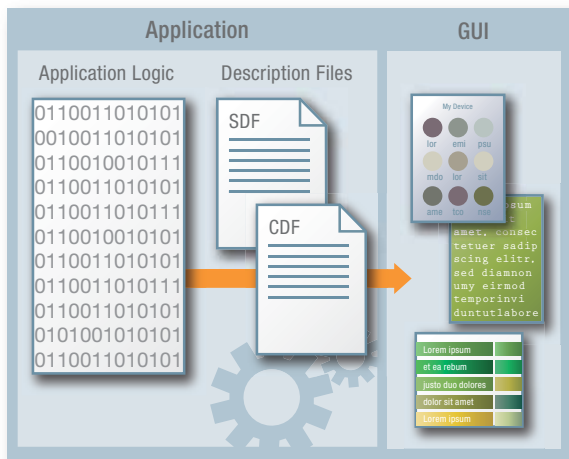 Application
GUI
Application Logic
Description Files
0110011010101
0010011010101
0110010010111
0110011010101
0110011010111
0110010010101
0110011010101
0110011010111
0110011010101
0101001010101
0110011010101
SDF
CDF
My Device
lor emi psu
mdo lor sit
ame tca
sum
t
amet, consec
tetuer sadip
scing elitr,
sed diamnon
umy eirmod
temporinvi
duntutlabore
Lorem ipsum
et ea rebum
justo duo dolores
dolor sit amet
Lorem ipsum